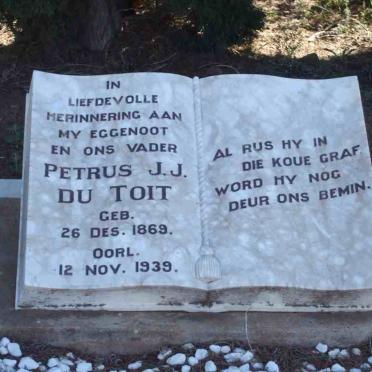 IN
LIEFDEVOLLE
HERINNERING AAN
MY EGGENOOT
EN ONS VADER
PETRUS J.J.
DU TOIT
GEB.
26 DES. 1869.
OORL.
12 NOV. 1939.
AL RUS HY IN
DIE KOUE GRAF.
WORD HY NOG
DEUR ONS BEMIN.